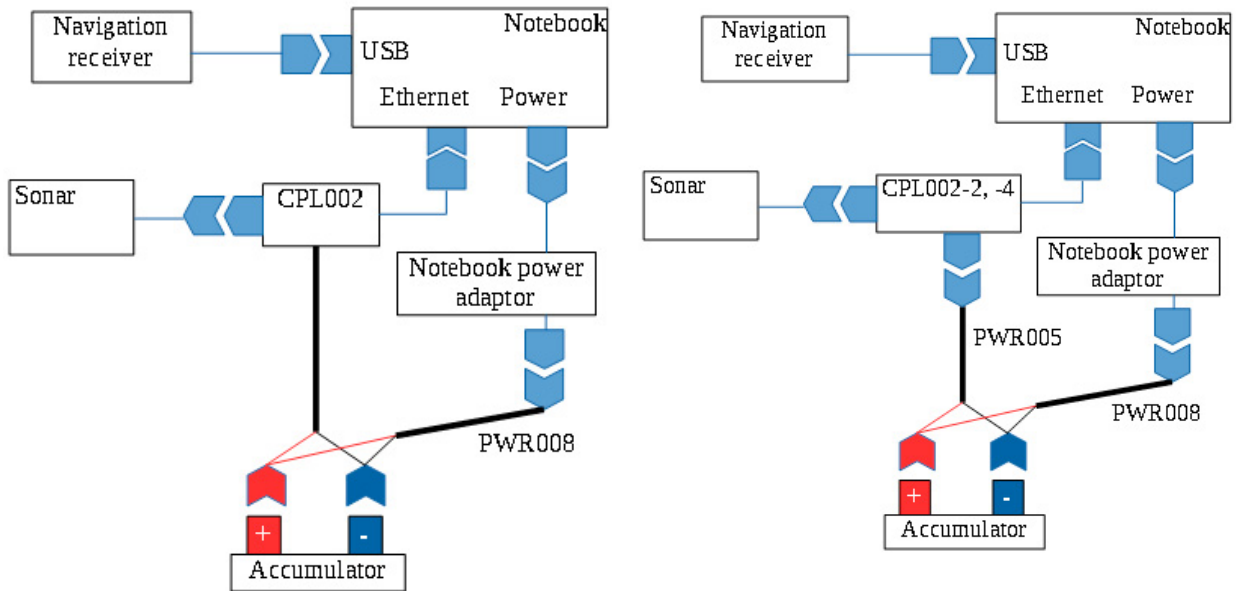 Navigation
receiver
Notebook
USB
Ethernet Power
Sonar
CPL002
Notebook power
adaptor
PWR008
+ -
Accumulator
Navigation
receiver
Notebook
USB
Ethernet Power
Sonar
CPL002-2, -4
Notebook power
adaptor
PWR005
PWR008
+ -
Accumulator